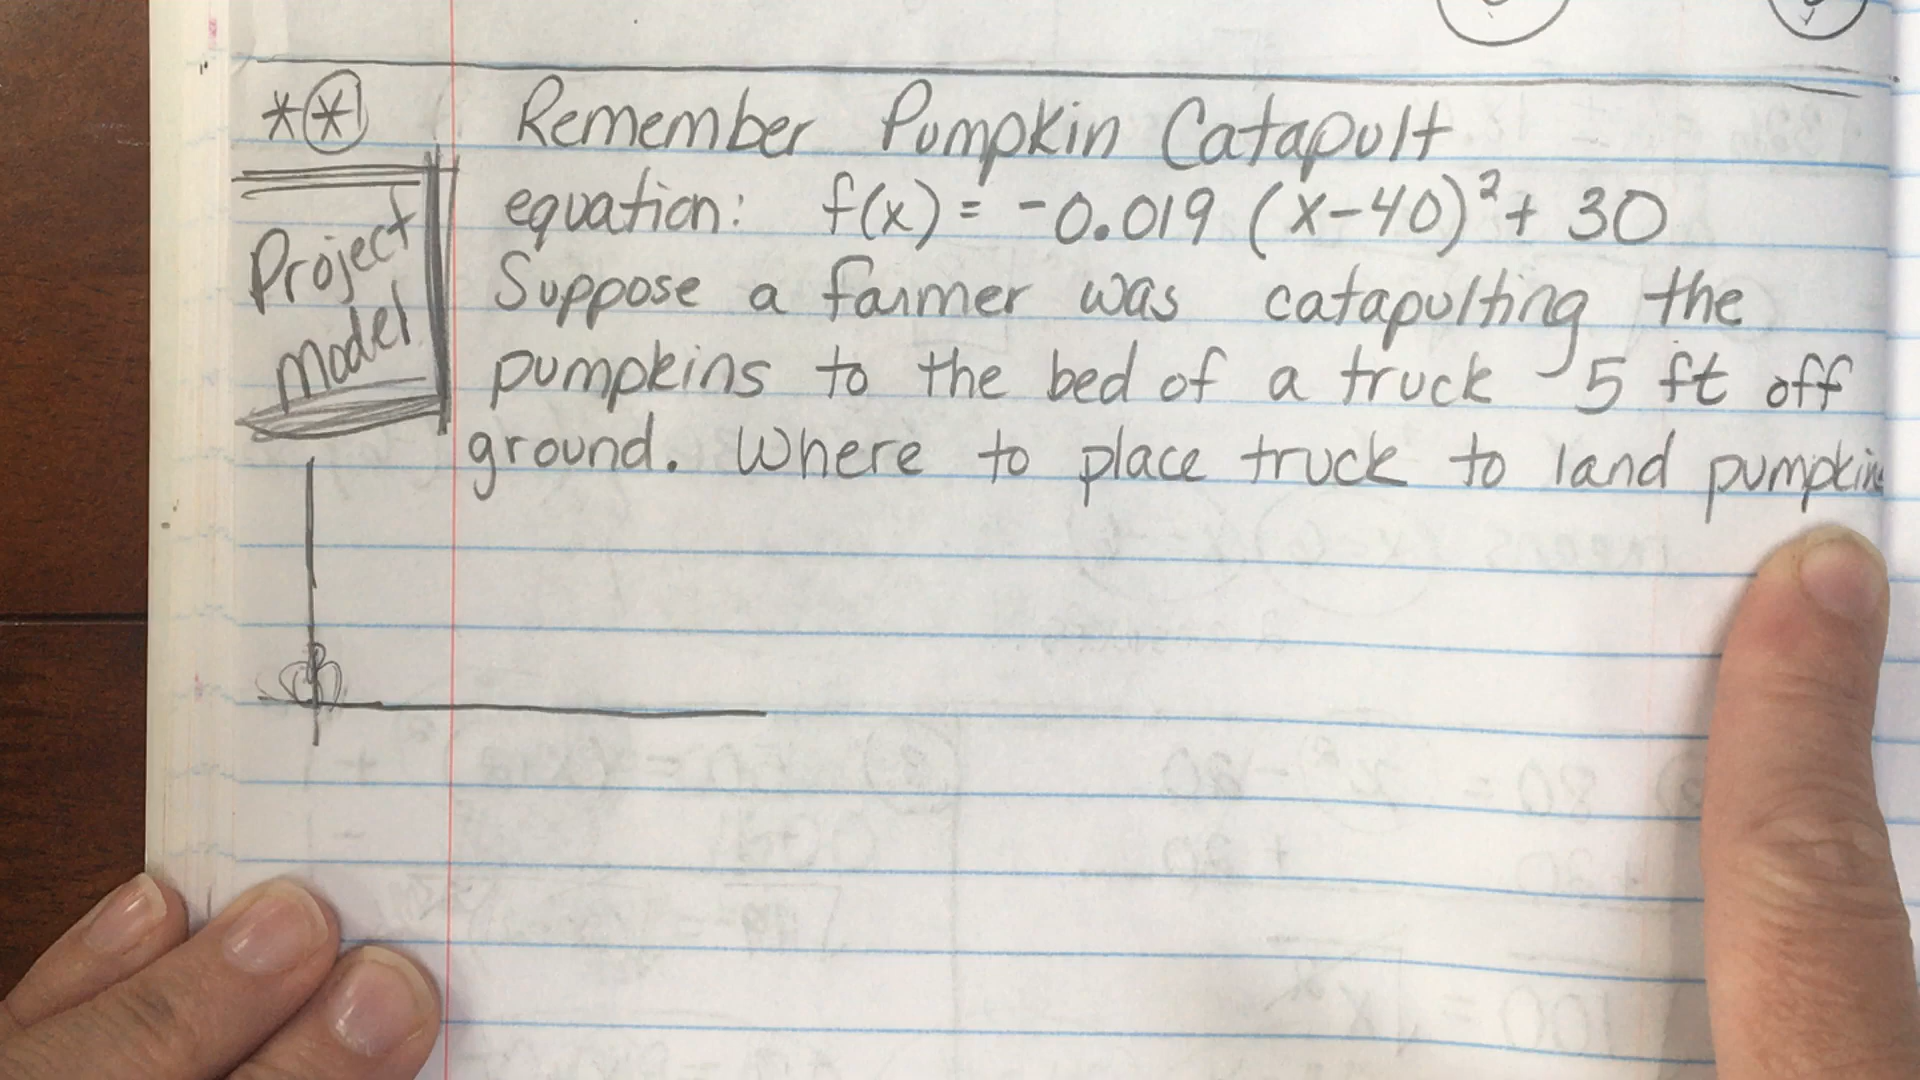 **
Remember Pumpkin Catapult
Project
model
equation: f(x) = -0.019 (x-40)²+ 30
Suppose a farmer was catapulting the
pumpkins to the bed of a truck 5 ft off
ground. Where to place truck to land pumpkin